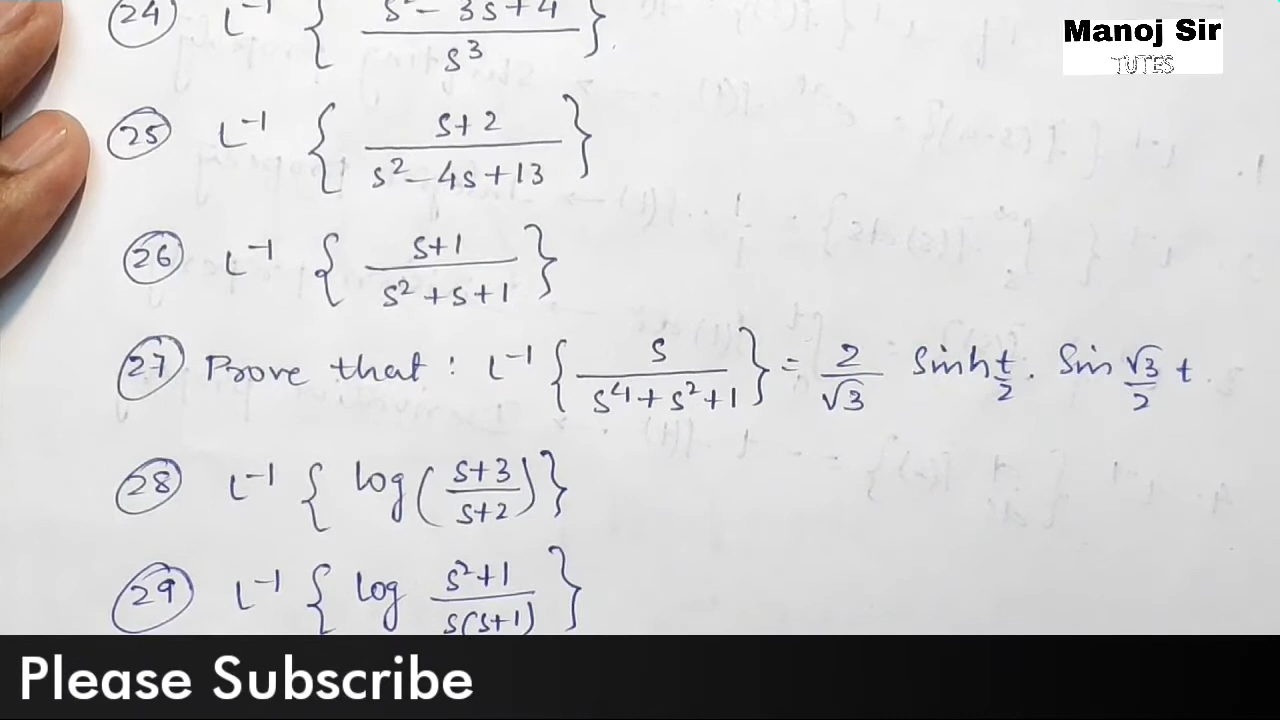 Manoj Sir
TUTES
(24) L⁻¹ { s² - 3s + 4 / s³ }
(25) L⁻¹ { s+2 / s² - 4s + 13 }
(26) L⁻¹ { s+1 / s² + s + 1 }
(27) Prove that : L⁻¹ { s / s⁴ + s² + 1 } = 2/√3 Sinh t/2 . Sin √3/2 t
(28) L⁻¹ { log ( s+3 / s+2 ) }
(29) L⁻¹ { log s²+1 / s(s+1) }
Please Subscribe